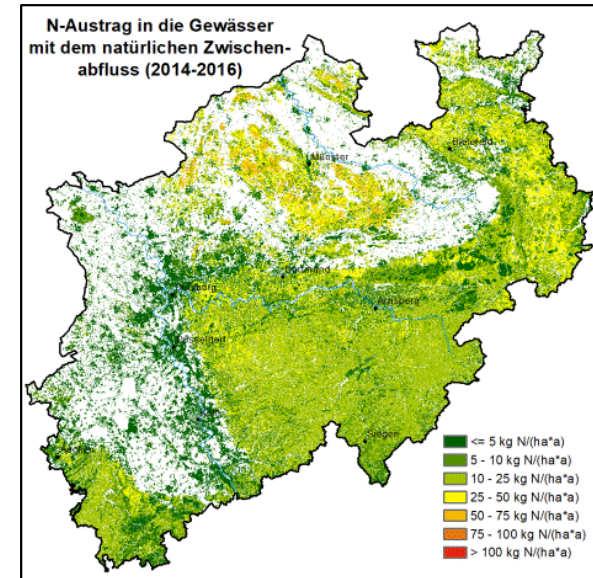 N-Austrag in die Gewässer
mit dem natürlichen Zwischen-
abfluss (2014-2016)
Bielefeld
Münster
Dortmund
Duisburg
Arnsberg
Düsseldorf
Siegen
Aachen
<= 5 kg N/(ha*a)
5 - 10 kg N/(ha*a)
10 - 25 kg N/(ha*a)
25 - 50 kg N/(ha*a)
50 - 75 kg N/(ha*a)
75 - 100 kg N/(ha*a)
> 100 kg N/(ha*a)